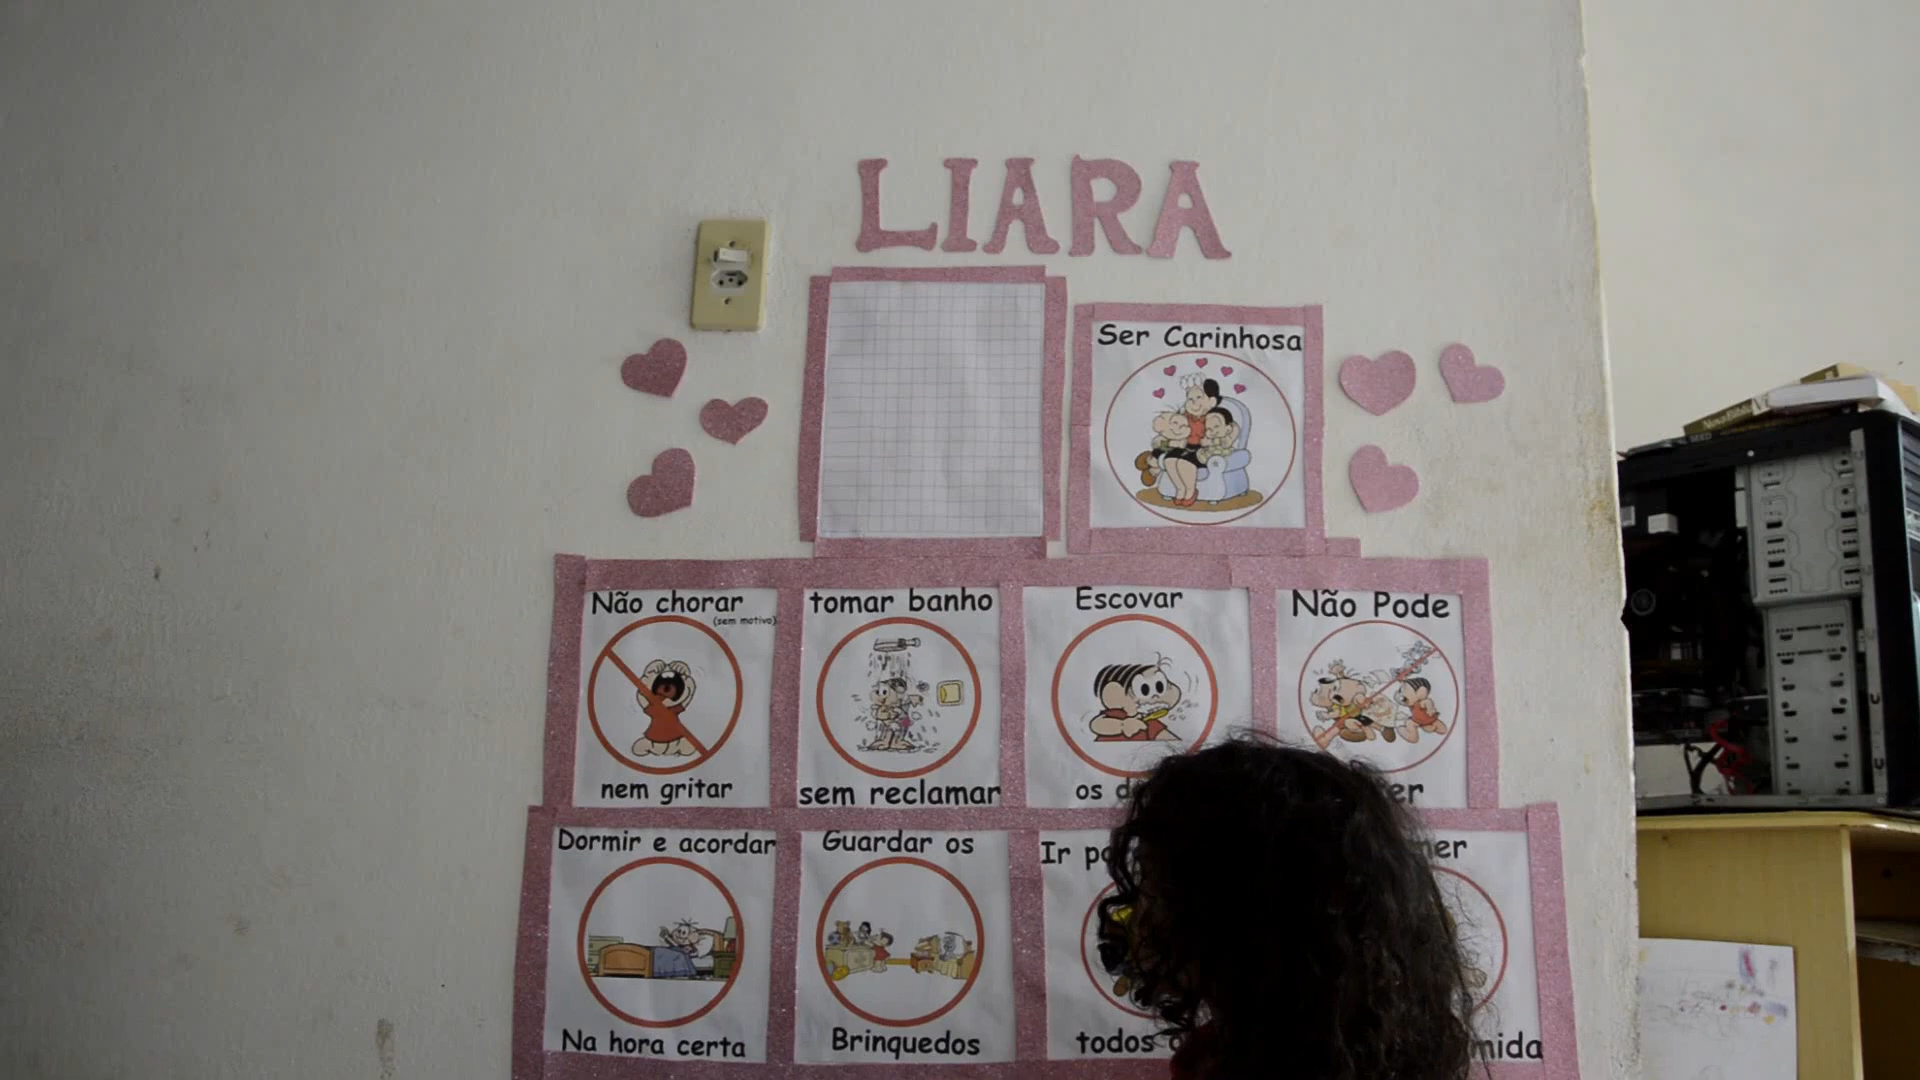 LIARA
Ser Carinhosa
Não chorar
(sem motivo)
nem gritar
tomar banho
sem reclamar
Escovar
os
Não Pode
Dormir e acordar
Na hora certa
Guardar os
Brinquedos
Ir
todos